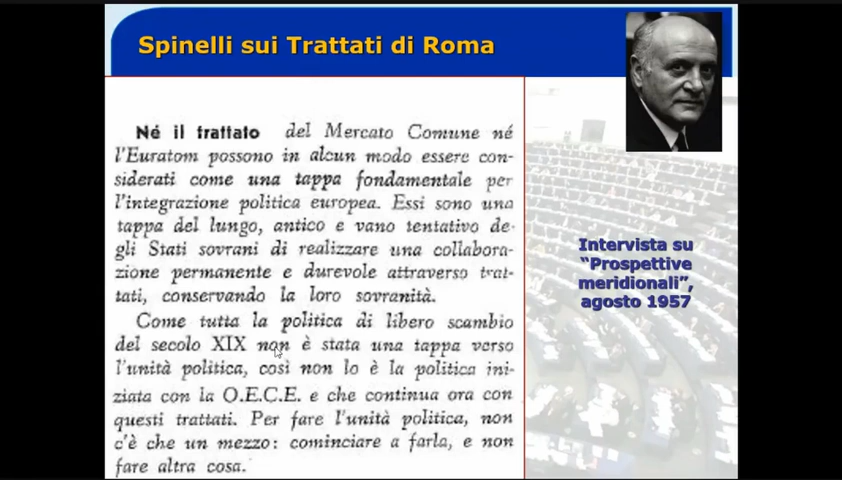 Spinelli sui Trattati di Roma
Né il trattato del Mercato Comune né
l'Euratom possono in alcun modo essere con-
siderati come una tappa fondamentale per
l'integrazione politica europea. Essi sono una
tappa del lungo, antico e vano tentativo de-
gli Stati sovrani di realizzare una collabora-
zione permanente e durevole attraverso trat-
tati, conservando la loro sovranità.
Come tutta la politica di libero scambio
del secolo XIX non è stata una tappa verso
l'unità politica, così non lo è la politica ini-
ziata con la O.E.C.E. e che continua ora con
questi trattati. Per fare l'unità politica, non
c'è che un mezzo: cominciare a farla, e non
fare altra cosa.
Intervista su
“Prospettive
meridionali”,
agosto 1957